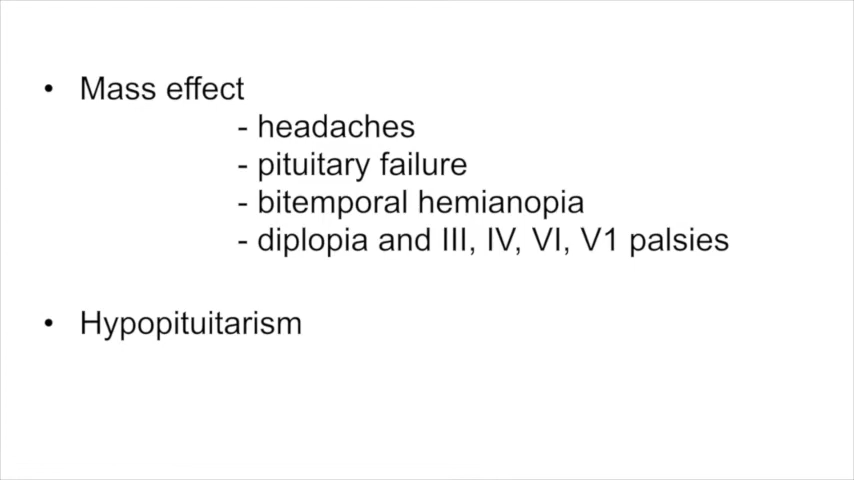 • Mass effect
- headaches
- pituitary failure
- bitemporal hemianopia
- diplopia and III, IV, VI, V1 palsies
• Hypopituitarism